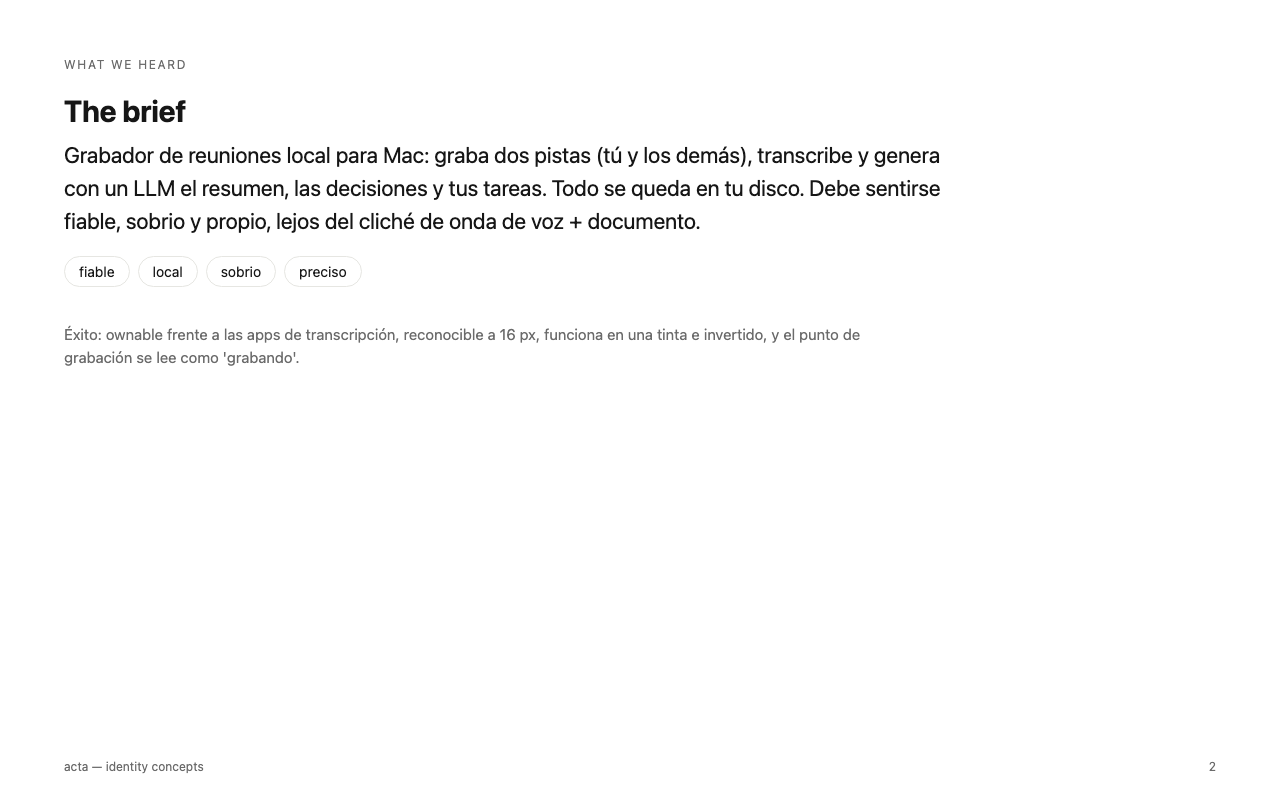 WHAT WE HEARD
The brief
Grabador de reuniones local para Mac: graba dos pistas (tú y los demás), transcribe y genera
con un LLM el resumen, las decisiones y tus tareas. Todo se queda en tu disco. Debe sentirse
fiable, sobrio y propio, lejos del cliché de onda de voz + documento.
fiable local sobrio preciso
Éxito: ownable frente a las apps de transcripción, reconocible a 16 px, funciona en una tinta e invertido, y el punto de
grabación se lee como 'grabando'.
acta — identity concepts 2